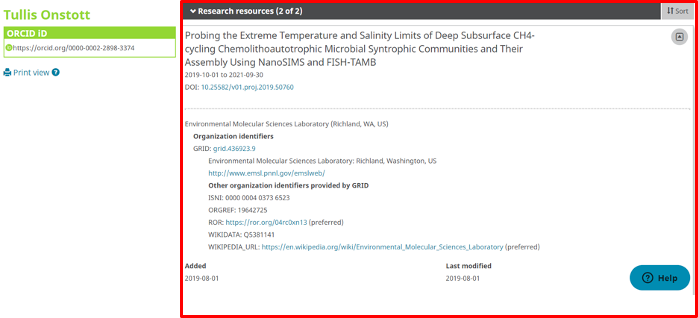 Tullis Onstott
ORCID iD
https://orcid.org/0000-0002-2898-3374
Print view
Research resources (2 of 2)
Sort
Probing the Extreme Temperature and Salinity Limits of Deep Subsurface CH4-
cycling Chemolithoautotrophic Microbial Syntrophic Communities and Their
Assembly Using NanoSIMS and FISH-TAMB
2019-10-01 to 2021-09-30
DOI: 10.25582/v01.proj.2019.50760
Environmental Molecular Sciences Laboratory (Richland, WA, US)
Organization identifiers
GRID: grid.436923.9
Environmental Molecular Sciences Laboratory: Richland, Washington, US
http://www.emsl.pnnl.gov/emslweb/
Other organization identifiers provided by GRID
ISNI: 0000 0004 0373 6523
ORGREF: 19642725
ROR: https://ror.org/04rc0xn13 (preferred)
WIKIDATA: Q5381141
WIKIPEDIA_URL: https://en.wikipedia.org/wiki/Environmental_Molecular_Sciences_Laboratory (preferred)
Added
Last modified
2019-08-01
2019-08-01
Help